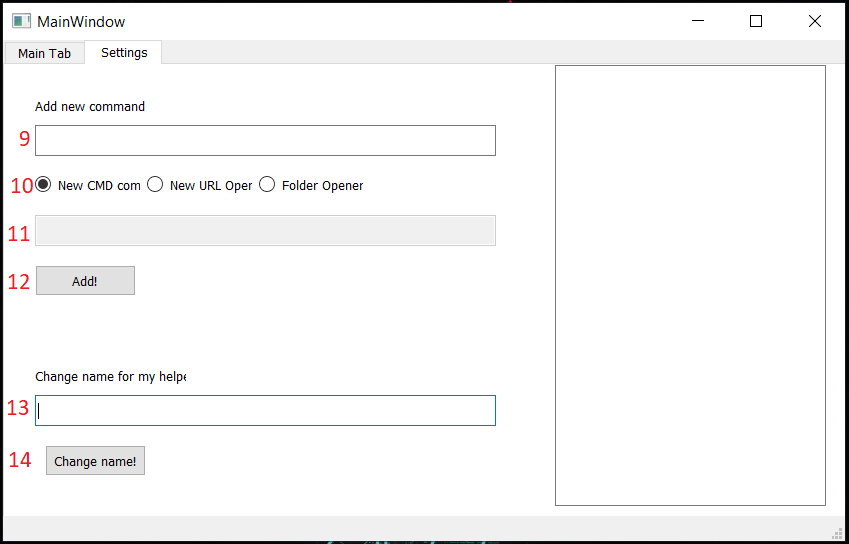 MainWindow
Main Tab Settings
Add new command
9
10 New CMD com New URL Oper Folder Opener
11
12 Add!
Change name for my helpe
13
14 Change name!